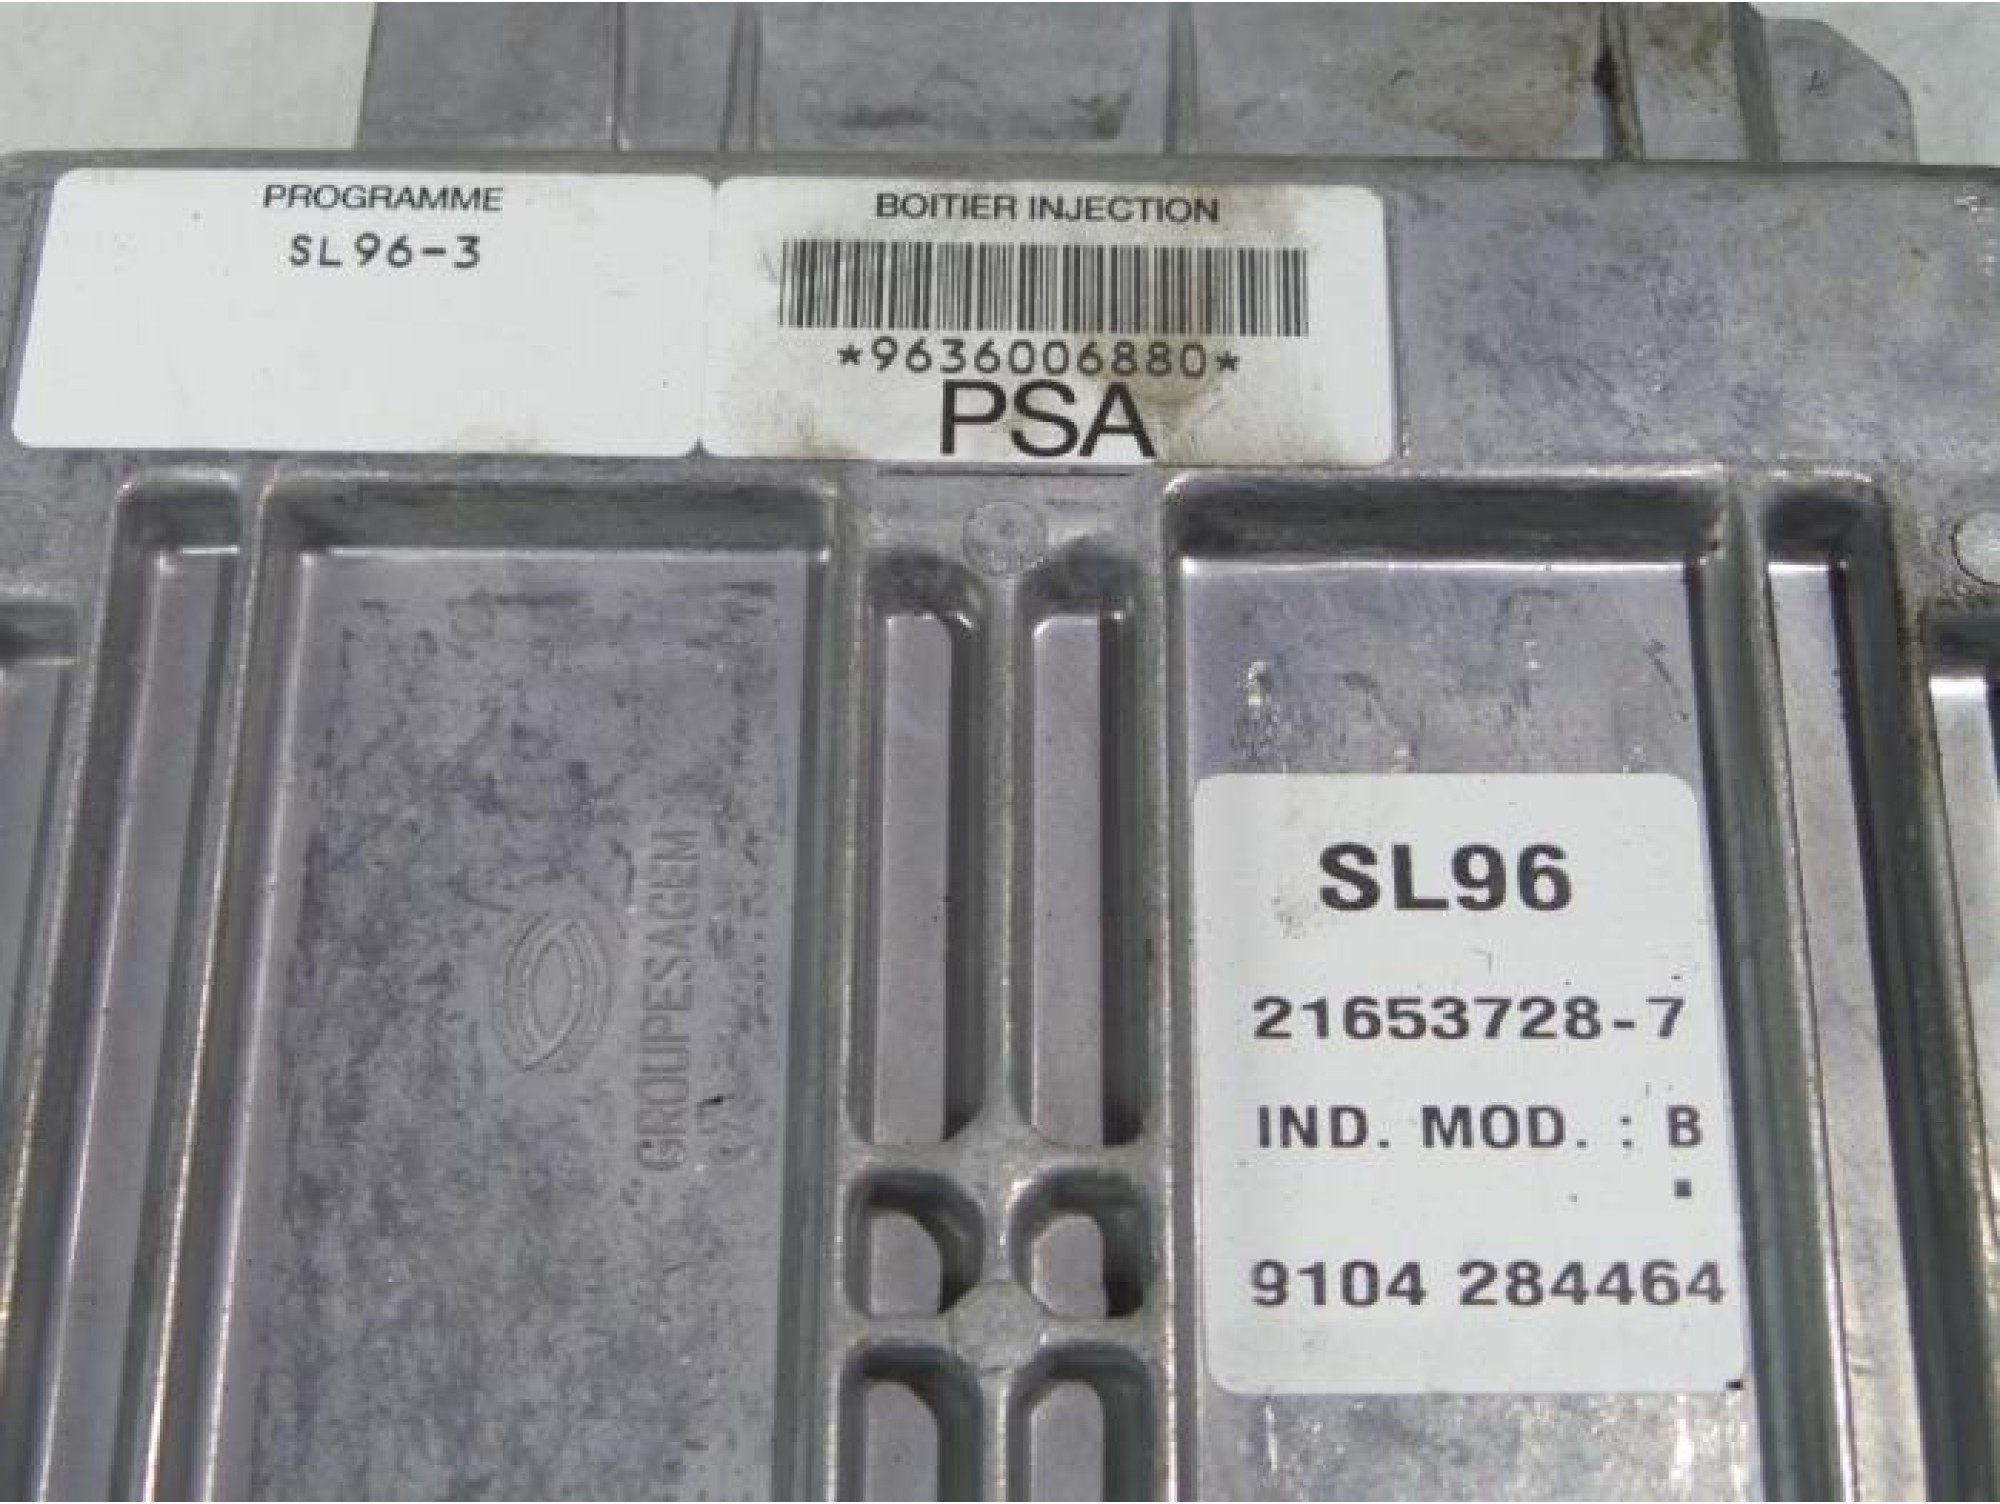 PROGRAMME
SL96-3
BOITIER INJECTION
*9636006880*
PSA
GROUPESAGEM
SL96
21653728-7
IND. MOD. : B
9104 284464